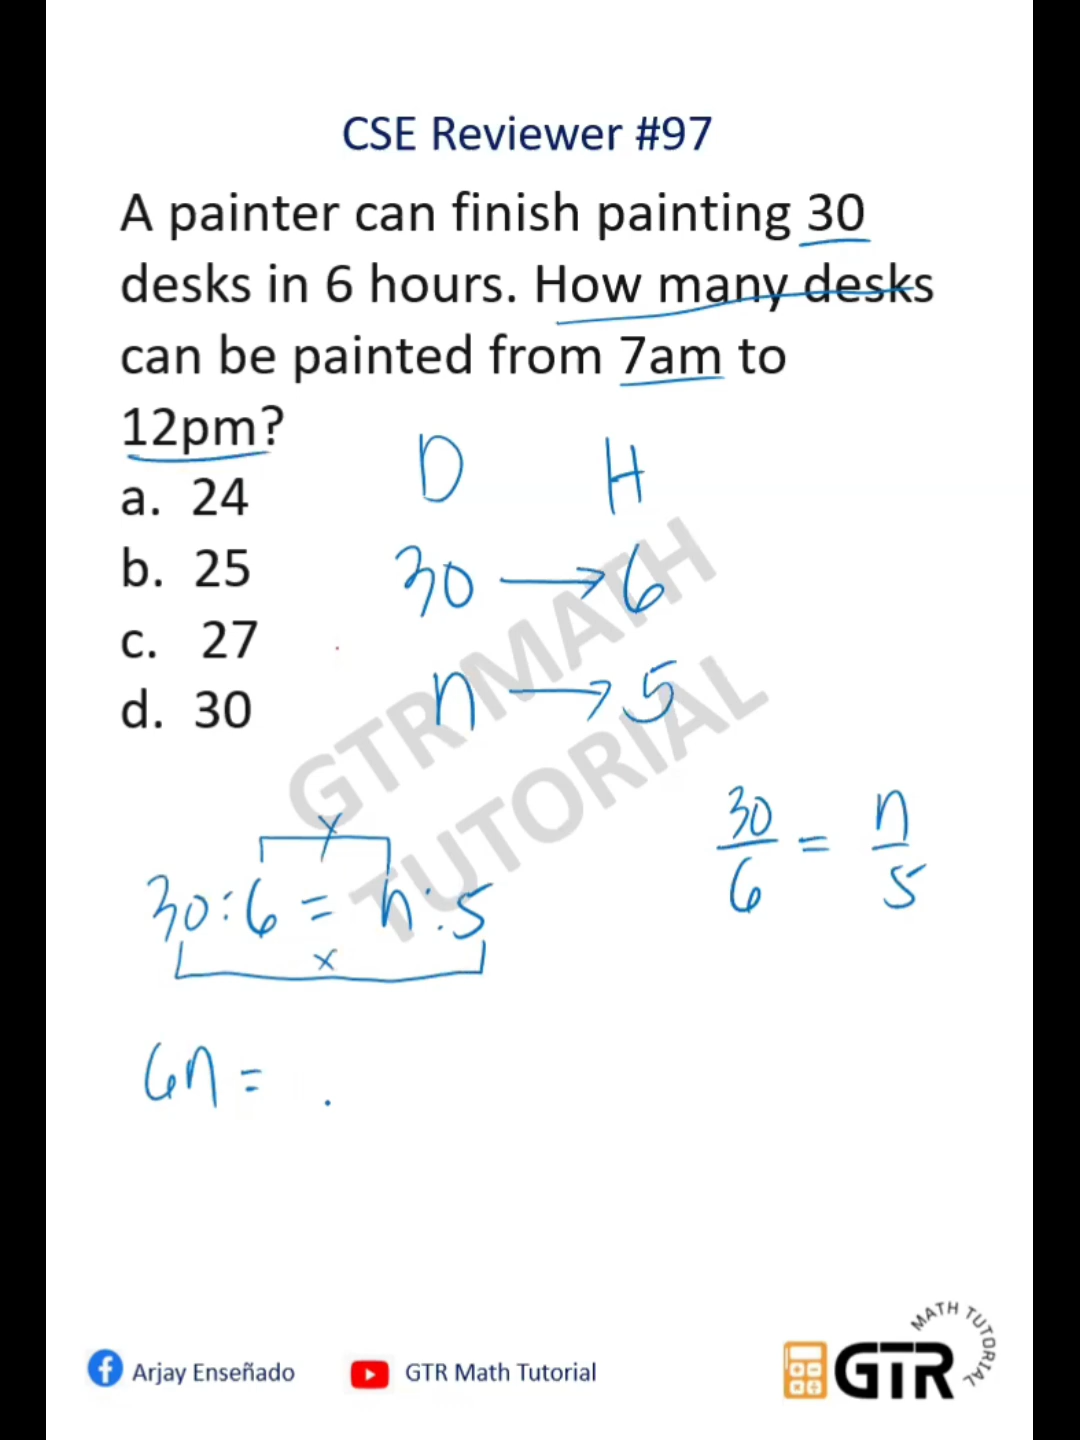 CSE Reviewer #97
A painter can finish painting 30
desks in 6 hours. How many desks
can be painted from 7am to
12pm?
a. 24
b. 25
c. 27
d. 30
D H
30 → 6
n → 5
GTR MATH
TUTORIAL
x
30:6 = n:5
x
30/6 = n/5
6n = .
Arjay Enseñado
GTR Math Tutorial
GTR
MATH TUTORIAL